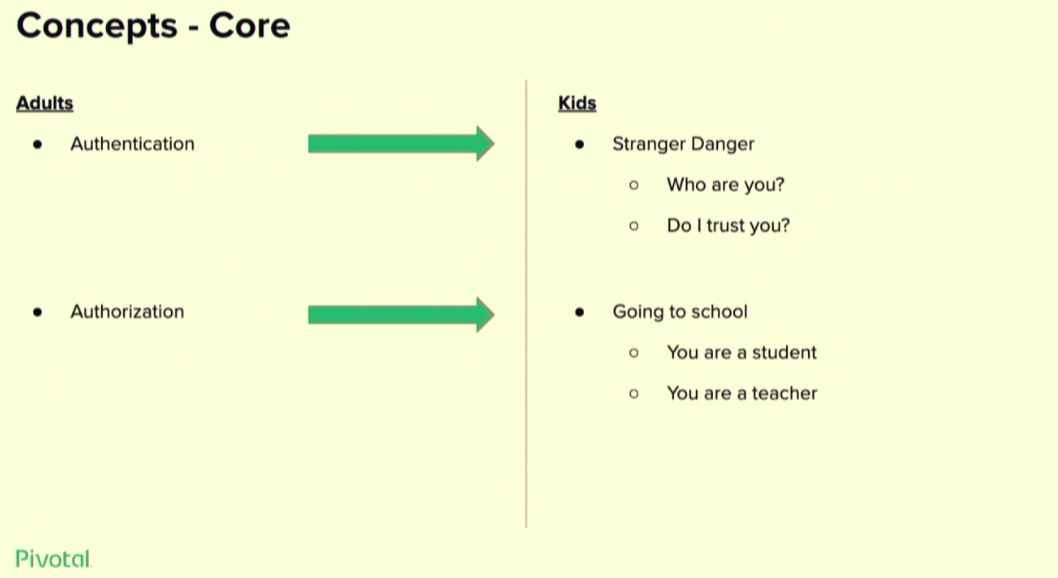 Concepts - Core
Adults
Authentication
Authorization
Kids
Stranger Danger
Who are you?
Do I trust you?
Going to school
You are a student
You are a teacher
Pivotal